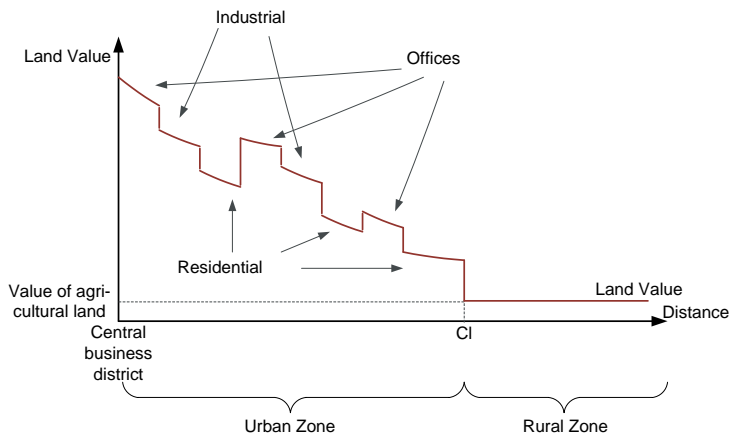 Industrial
Land Value
Offices
Residential
Value of agri-
cultural land
Land Value
Distance
Central
business
district
CI
Urban Zone
Rural Zone